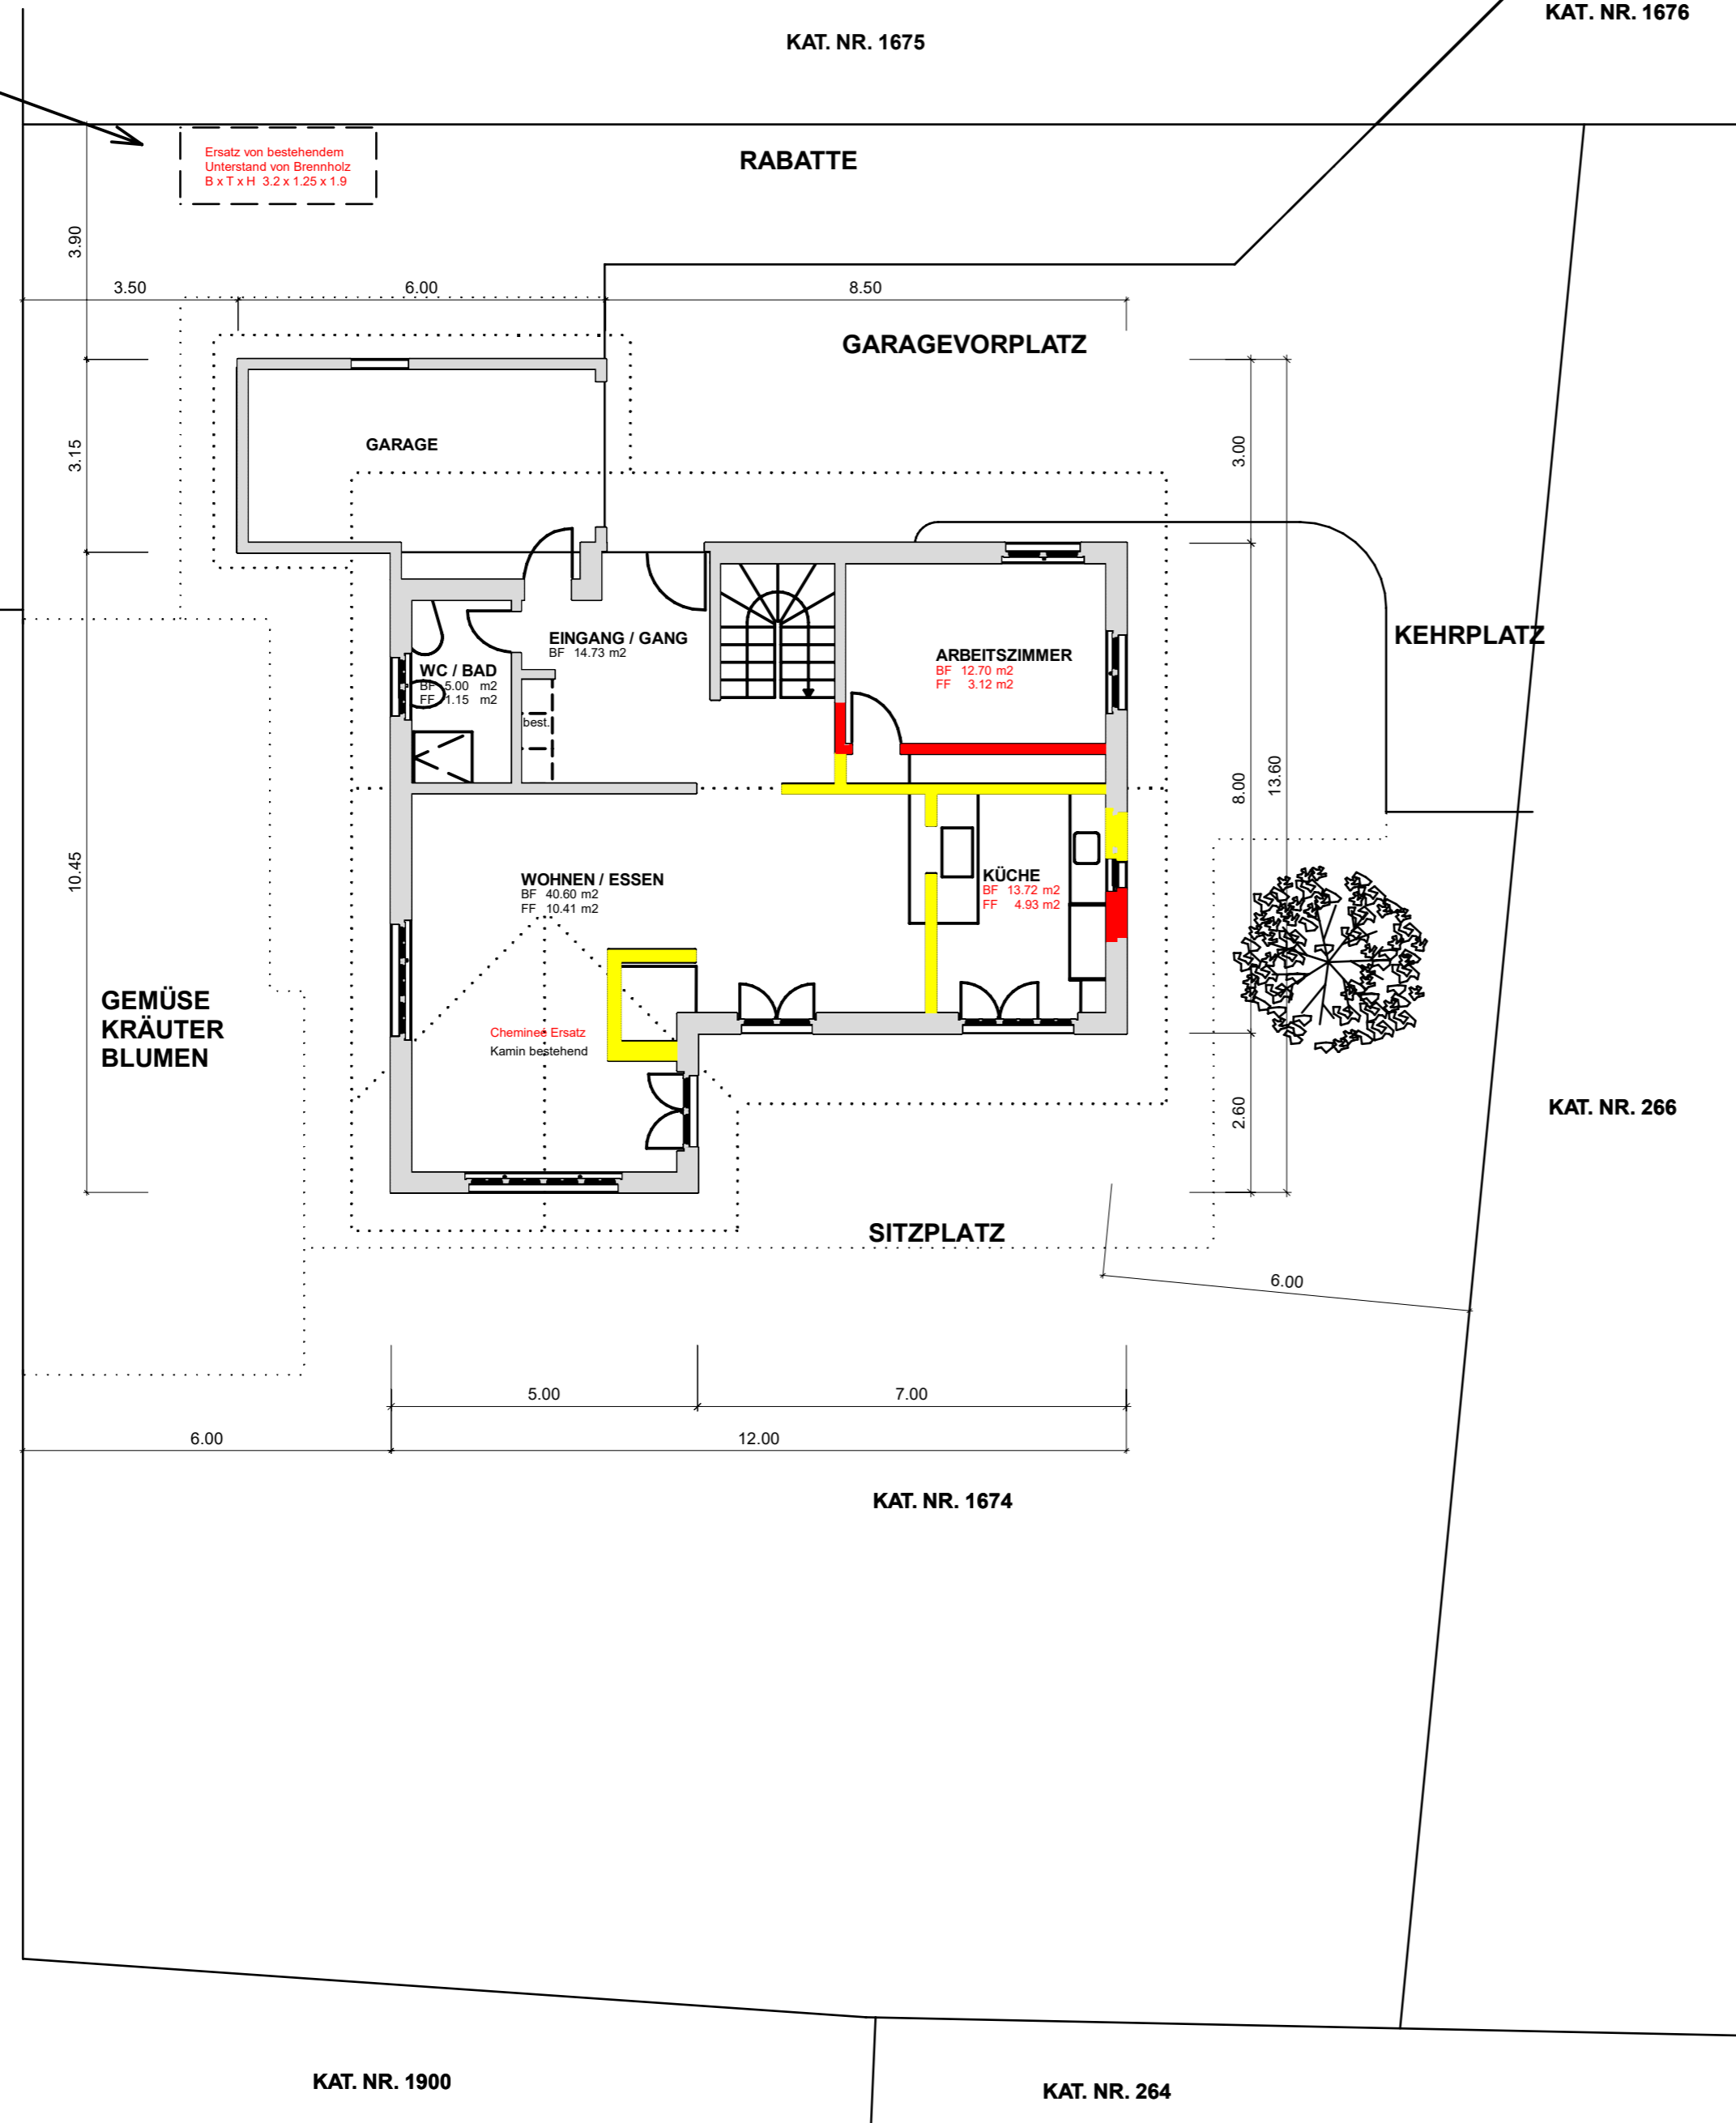 KAT. NR. 1676
KAT. NR. 1675
Ersatz von bestehendem
Unterstand von Brennholz
B x T x H 3.2 x 1.25 x 1.9
RABATTE
3.90
3.50
6.00
8.50
GARAGEVORPLATZ
GARAGE
3.15
3.00
KEHRPLATZ
EINGANG / GANG
BF 14.73 m2
ARBEITSZIMMER
BF 12.70 m2
FF 3.12 m2
WC / BAD
BF 5.00 m2
FF 1.15 m2
best.
8.00
13.60
10.45
WOHNEN / ESSEN
BF 40.60 m2
FF 10.41 m2
KÜCHE
BF 13.72 m2
FF 4.93 m2
GEMÜSE
KRÄUTER
BLUMEN
Cheminee Ersatz
Kamin bestehend
2.60
KAT. NR. 266
SITZPLATZ
6.00
5.00
7.00
6.00
12.00
KAT. NR. 1674
KAT. NR. 1900
KAT. NR. 264